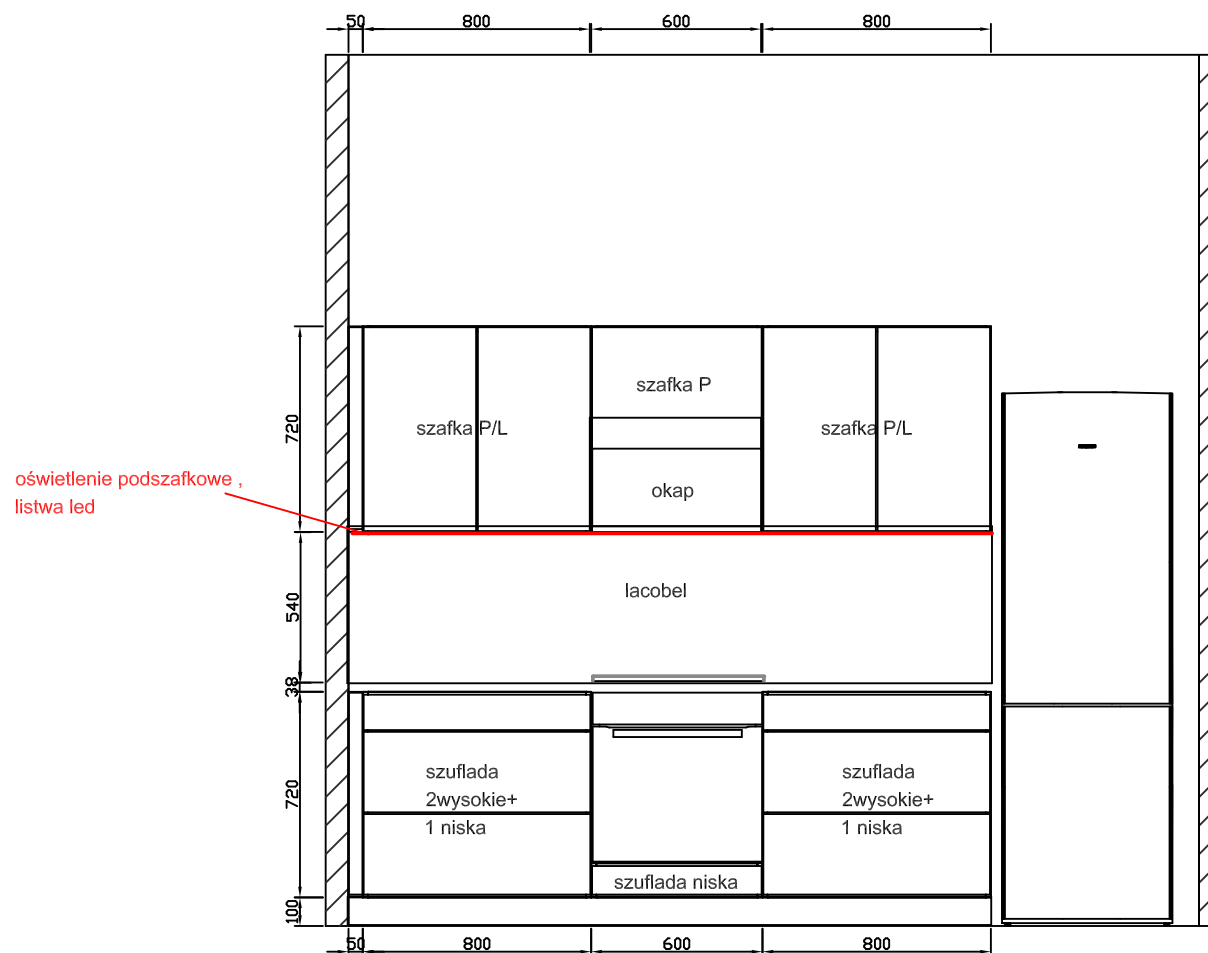 50 800 600 800
szafka P
720
szafka P/L
szafka P/L
oświetlenie podszafkowe ,
listwa led
okap
540
lacobel
38
720
szuflada
2wysokie+
1 niska
szuflada
2wysokie+
1 niska
szuflada niska
100
50 800 600 800